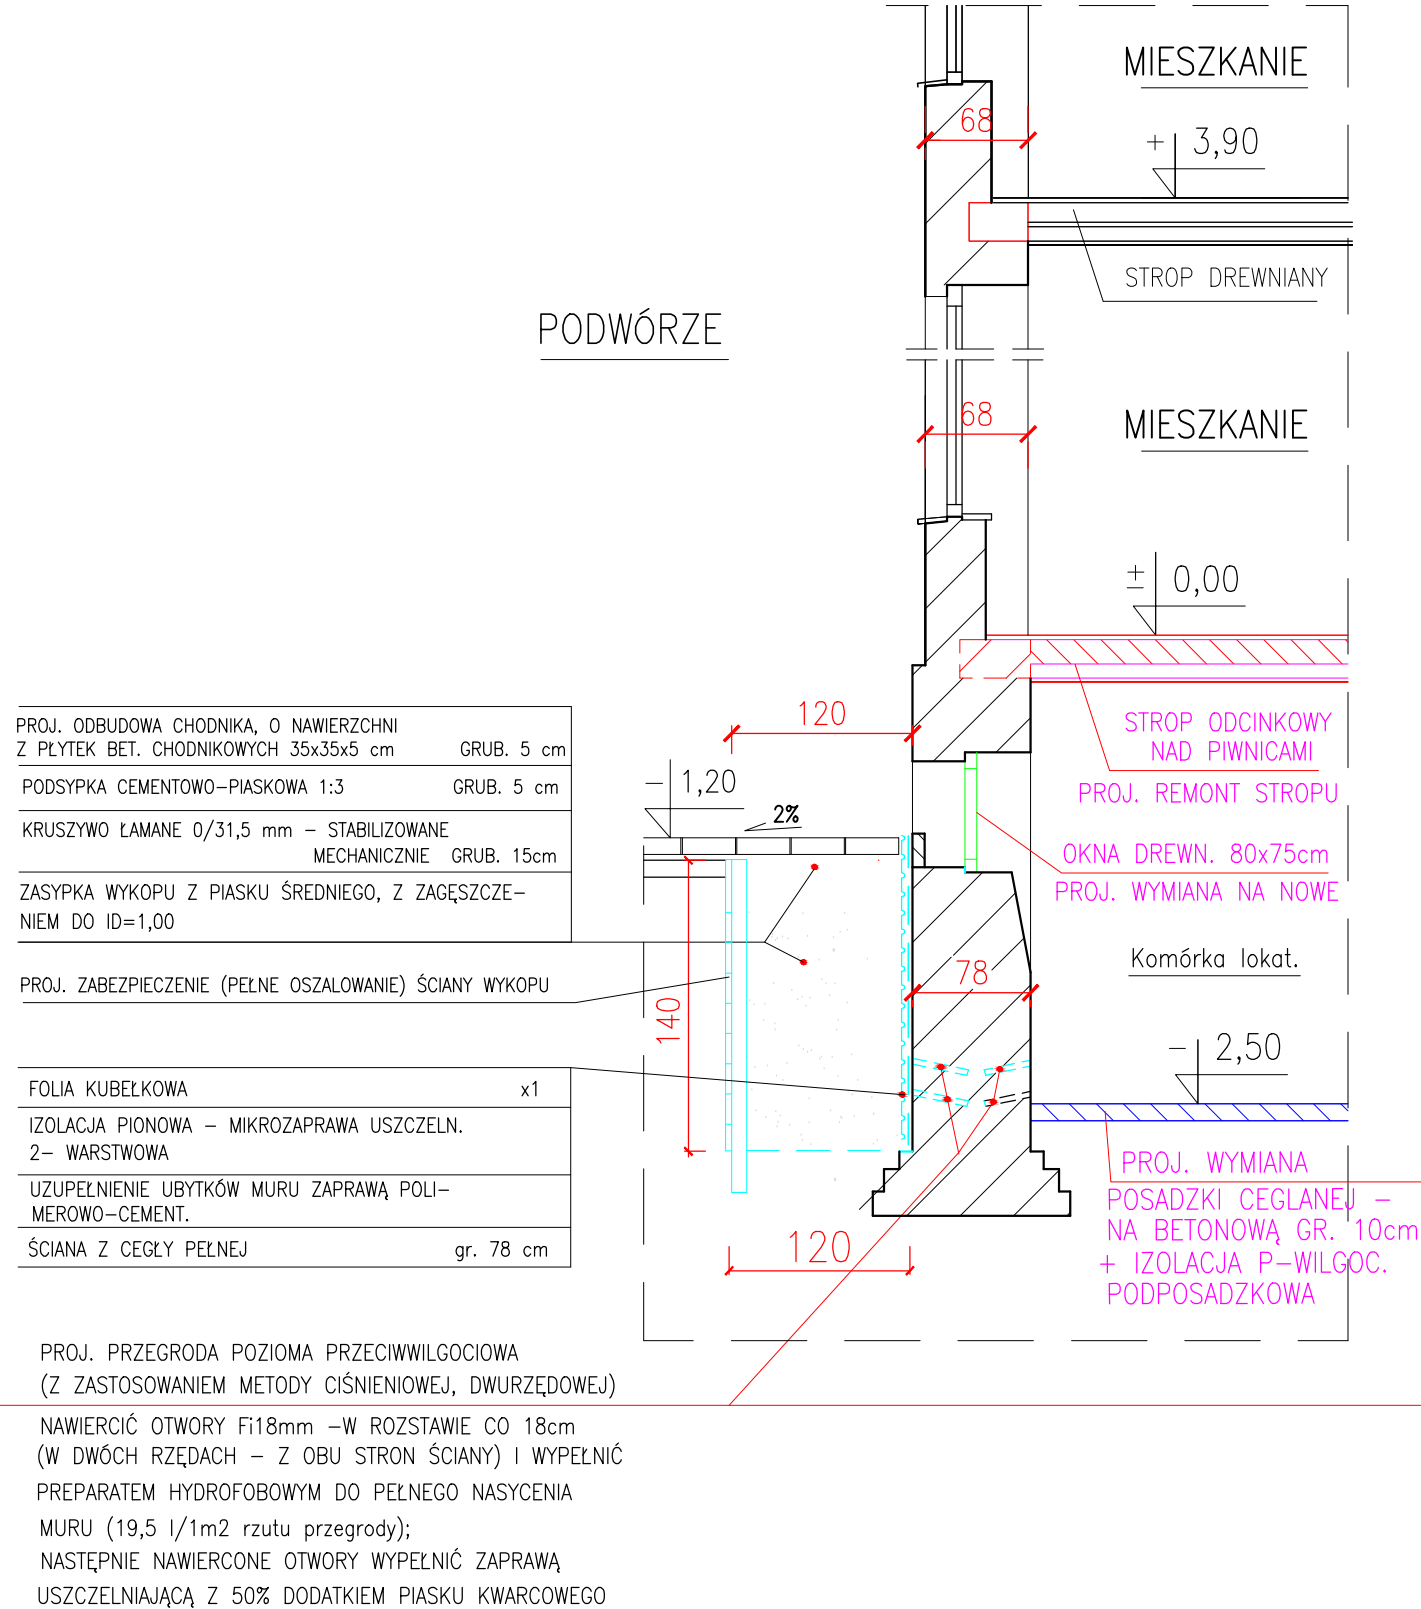 MIESZKANIE
68
+ 3,90
STROP DREWNIANY
PODWÓRZE
68
MIESZKANIE
± 0,00
120
STROP ODCINKOWY
NAD PIWNICAMI
PROJ. REMONT STROPU
PROJ. ODBUDOWA CHODNIKA, O NAWIERZCHNI
Z PŁYTEK BET. CHODNIKOWYCH 35x35x5 cm GRUB. 5 cm
PODSYPKA CEMENTOWO-PIASKOWA 1:3 GRUB. 5 cm
KRUSZYWO ŁAMANE 0/31,5 mm - STABILIZOWANE
MECHANICZNIE GRUB. 15cm
ZASYPKA WYKOPU Z PIASKU ŚREDNIEGO, Z ZAGĘSZCZE-
NIEM DO ID=1,00
PROJ. ZABEZPIECZENIE (PEŁNE OSZALOWANIE) ŚCIANY WYKOPU
- 1,20
2%
OKNA DREWN. 80x75cm
PROJ. WYMIANA NA NOWE
Komórka lokat.
78
140
- 2,50
FOLIA KUBEŁKOWA x1
IZOLACJA PIONOWA - MIKROZAPRAWA USZCZELN.
2- WARSTWOWA
UZUPEŁNIENIE UBYTKÓW MURU ZAPRAWĄ POLI-
MEROWO-CEMENT.
ŚCIANA Z CEGŁY PEŁNEJ gr. 78 cm
120
PROJ. WYMIANA
POSADZKI CEGLANEJ -
NA BETONOWĄ GR. 10cm
+ IZOLACJA P-WILGOC.
PODPOSADZKOWA
PROJ. PRZEGRODA POZIOMA PRZECIWWILGOCIOWA
(Z ZASTOSOWANIEM METODY CIŚNIENIOWEJ, DWURZĘDOWEJ)
NAWIERCIĆ OTWORY Fi18mm -W ROZSTAWIE CO 18cm
(W DWÓCH RZĘDACH - Z OBU STRON ŚCIANY) I WYPEŁNIĆ
PREPARATEM HYDROFOBOWYM DO PEŁNEGO NASYCENIA
MURU (19,5 l/1m2 rzutu przegrody);
NASTĘPNIE NAWIERCONE OTWORY WYPEŁNIĆ ZAPRAWĄ
USZCZELNIAJĄCĄ Z 50% DODATKIEM PIASKU KWARCOWEGO